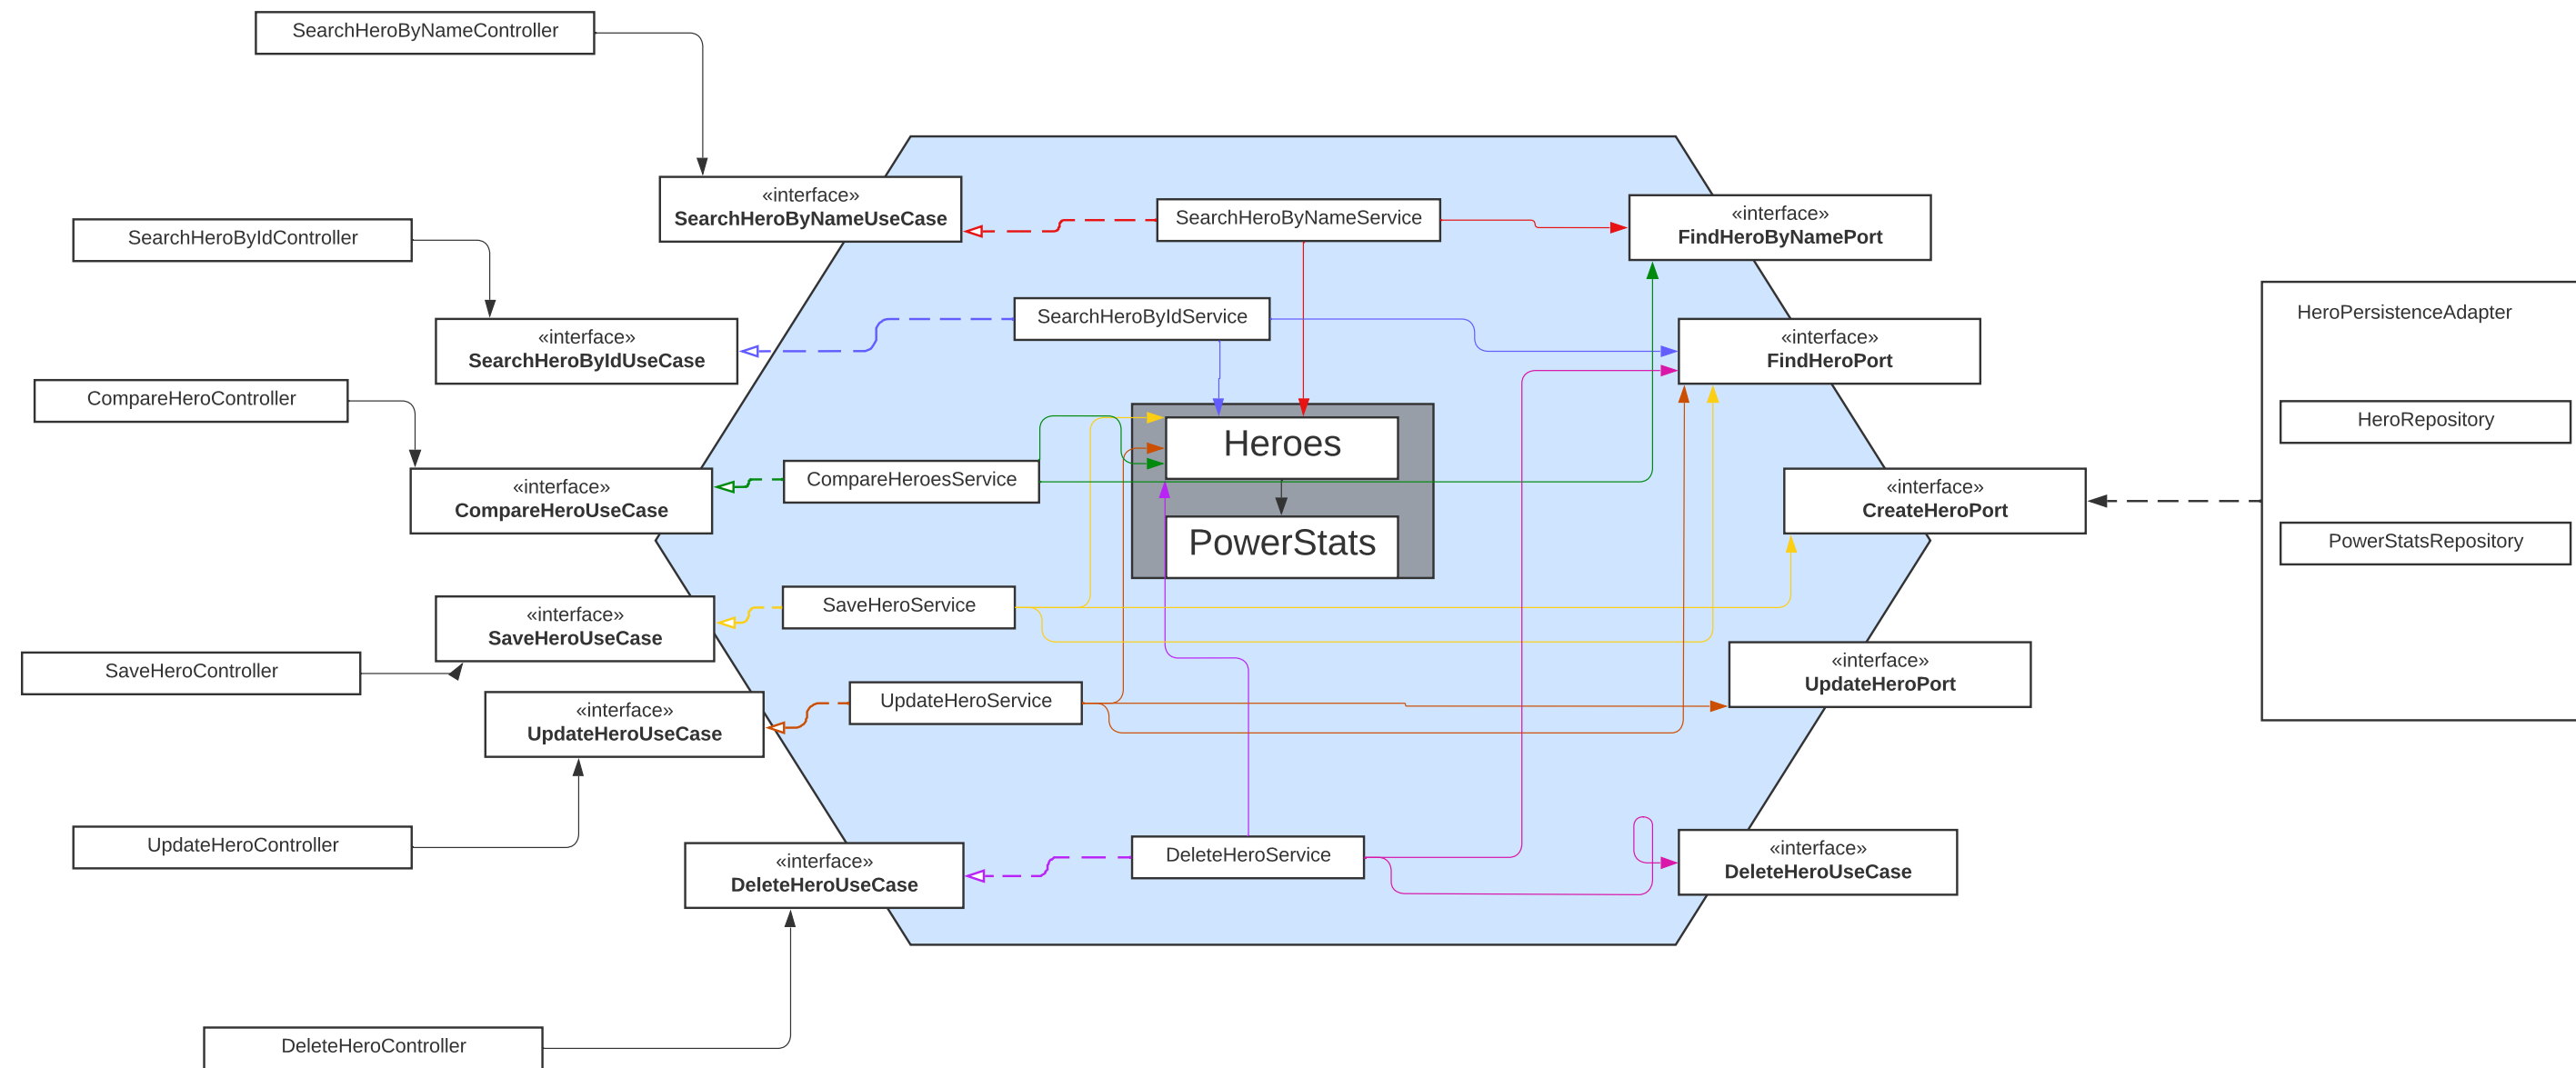 SearchHeroByNameController
«interface»
SearchHeroByNameUseCase
SearchHeroByNameService
«interface»
FindHeroByNamePort
SearchHeroByIdController
«interface»
SearchHeroByIdUseCase
SearchHeroByIdService
«interface»
FindHeroPort
HeroPersistenceAdapter
CompareHeroController
HeroRepository
Heroes
«interface»
CompareHeroUseCase
CompareHeroesService
«interface»
CreateHeroPort
PowerStats
PowerStatsRepository
«interface»
SaveHeroUseCase
SaveHeroService
SaveHeroController
«interface»
UpdateHeroPort
«interface»
UpdateHeroUseCase
UpdateHeroService
UpdateHeroController
«interface»
DeleteHeroUseCase
DeleteHeroService
«interface»
DeleteHeroUseCase
DeleteHeroController